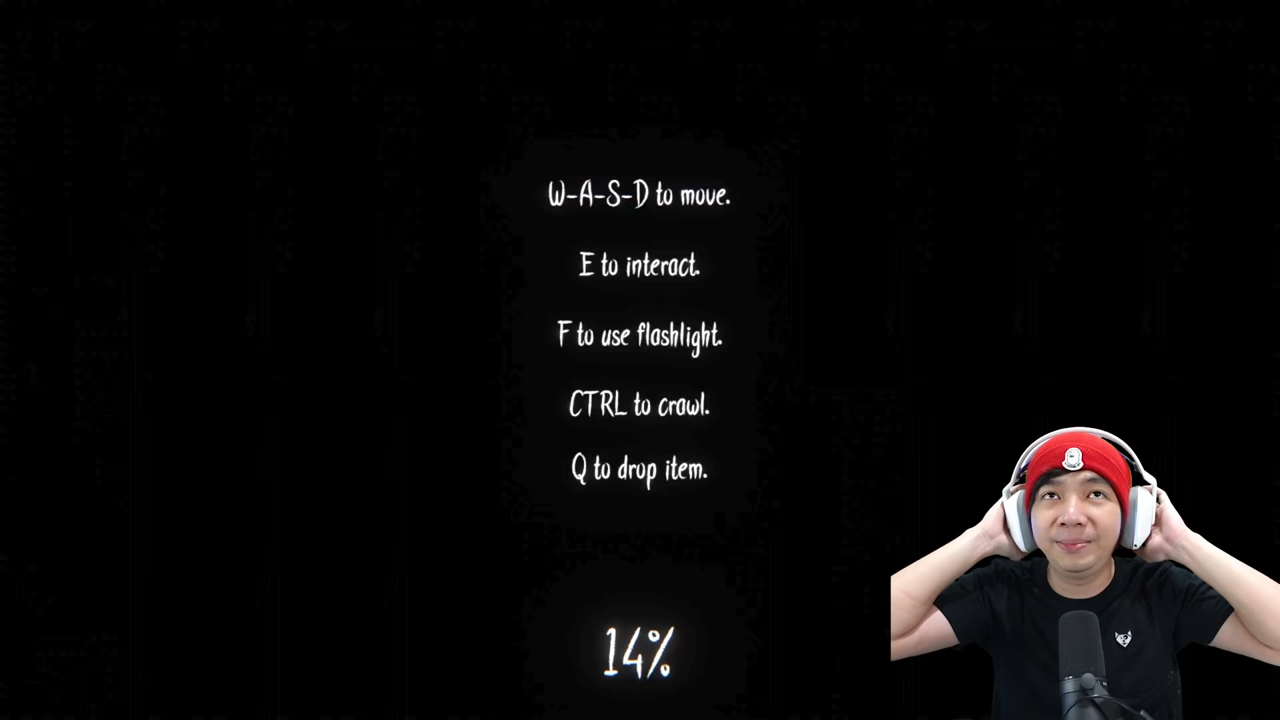 W-A-S-D to move.
E to interact.
F to use flashlight.
CTRL to crawl.
Q to drop item.
14%